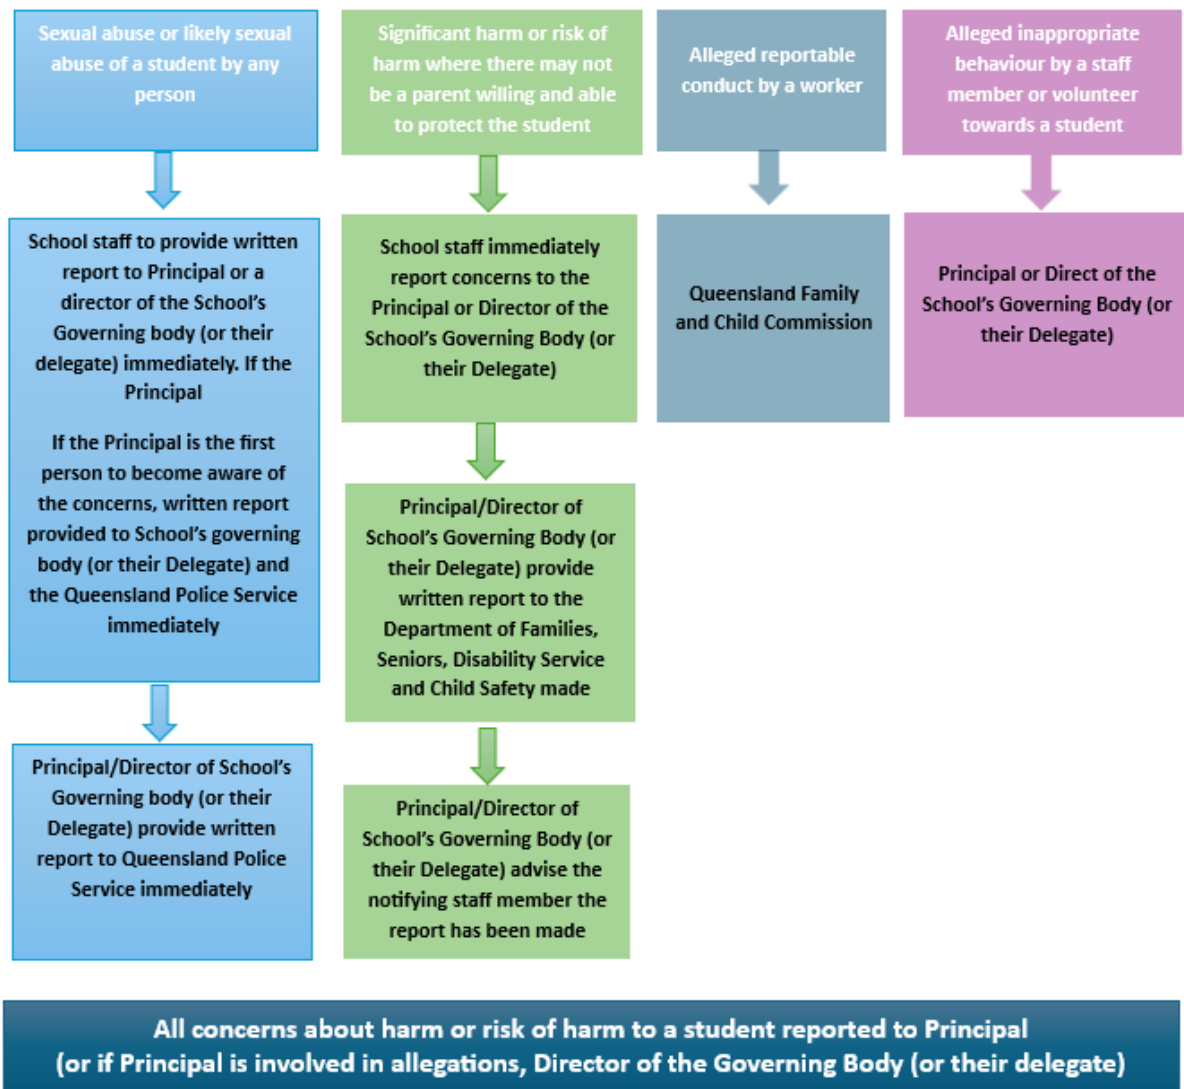 Sexual abuse or likely sexual
abuse of a student by any
person
School staff to provide written
report to Principal or a
director of the School's
Governing body (or their
delegate) immediately. If the
Principal
If the Principal is the first
person to become aware of
the concerns, written report
provided to School's governing
body (or their Delegate) and
the Queensland Police Service
immediately
Principal/Director of School's
Governing body (or their
Delegate) provide written
report to Queensland Police
Service immediately
Significant harm or risk of
harm where there may not
be a parent willing and able
to protect the student
School staff immediately
report concerns to the
Principal or Director of the
School's Governing Body (or
their Delegate)
Principal/Director of
School's Governing Body (or
their Delegate) provide
written report to the
Department of Families,
Seniors, Disability Service
and Child Safety made
Principal/Director of
School's Governing Body (or
their Delegate) advise the
notifying staff member the
report has been made
Alleged reportable
conduct by a worker
Queensland Family
and Child Commission
Alleged inappropriate
behaviour by a staff
member or volunteer
towards a student
Principal or Direct of the
School's Governing Body (or
their Delegate)
All concerns about harm or risk of harm to a student reported to Principal
(or if Principal is involved in allegations, Director of the Governing Body (or their delegate)